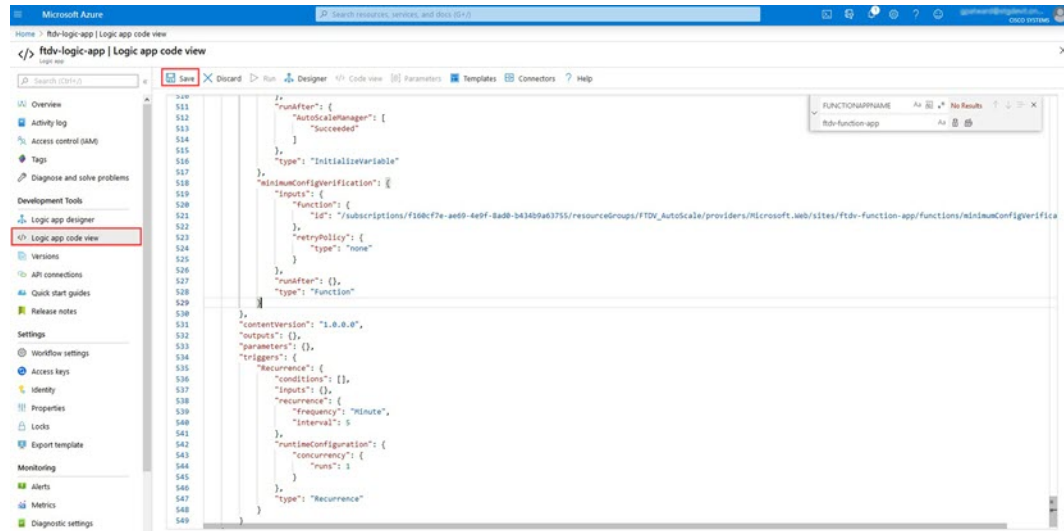 Microsoft Azure
Search resources, services, and docs (G+/)
CISCO SYSTEMS
Home > ftdv-logic-app | Logic app code view
</> ftdv-logic-app | Logic app code view
Logic app
Search (Ctrl+/)
Save Discard Run Designer </> Code view [@] Parameters Templates Connectors ? Help
Overview
Activity log
Access control (IAM)
Tags
Diagnose and solve problems
Development Tools
Logic app designer
</> Logic app code view
Versions
API connections
Quick start guides
Release notes
Settings
Workflow settings
Access keys
Identity
Properties
Locks
Export template
Monitoring
Alerts
Metrics
Diagnostic settings
FUNCTIONAPPNAME Aa No Results
ftdv-function-app
510 },
511 "runAfter": {
512 "AutoScaleManager": [
513 "Succeeded"
514 ]
515 },
516 "type": "InitializeVariable"
517 },
518 "minimumConfigVerification": {
519 "inputs": {
520 "function": {
521 "id": "/subscriptions/f160cf7e-ae69-4e9f-8ad0-b434b9a63755/resourceGroups/FTDV_AutoScale/providers/Microsoft.Web/sites/ftdv-function-app/functions/minimumConfigVerifica
522 },
523 "retryPolicy": {
524 "type": "none"
525 }
526 },
527 "runAfter": {},
528 "type": "Function"
529 }
530 },
531 "contentVersion": "1.0.0.0",
532 "outputs": {},
533 "parameters": {},
534 "triggers": {
535 "Recurrence": {
536 "conditions": [],
537 "inputs": {},
538 "recurrence": {
539 "frequency": "Minute",
540 "interval": 5
541 },
542 "runtimeConfiguration": {
543 "concurrency": {
544 "runs": 1
545 }
546 },
547 "type": "Recurrence"
548 }
549 }